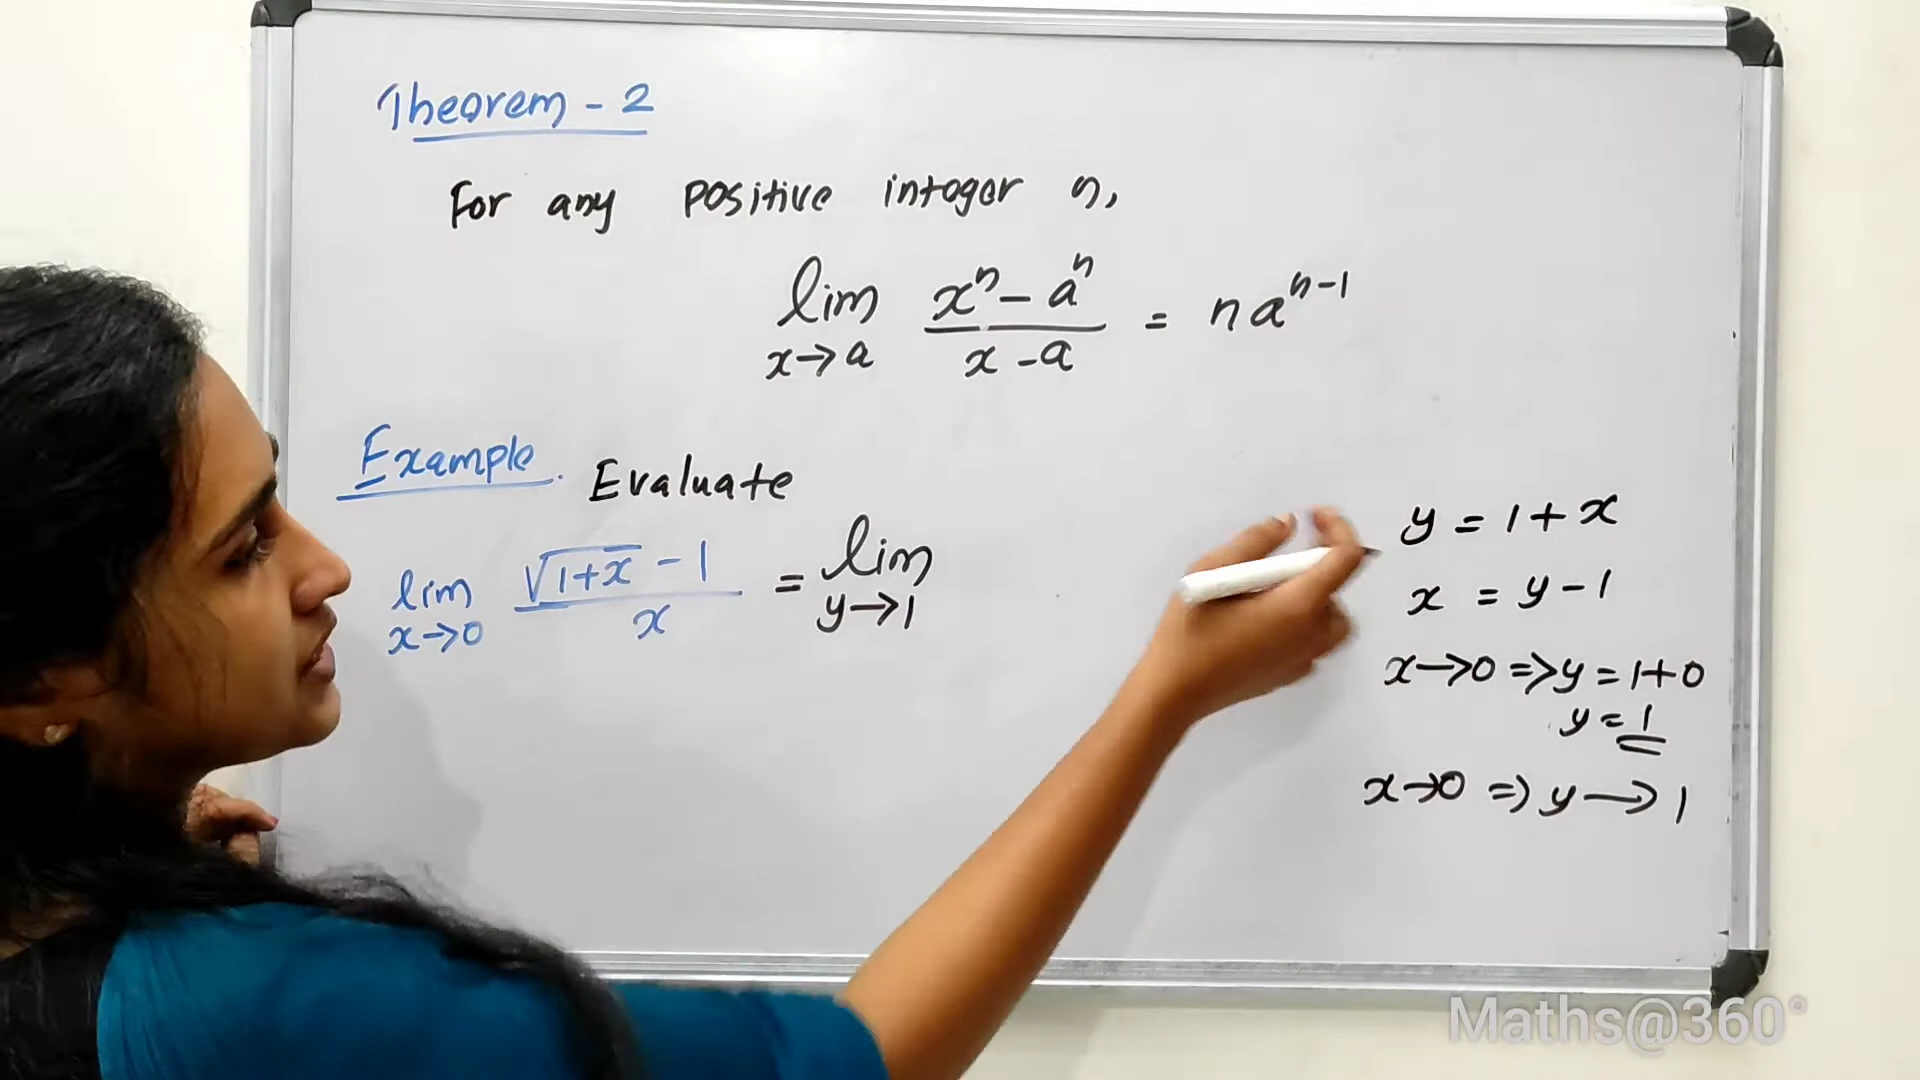 Theorem - 2
For any positive integer n,
lim x→a (xⁿ - aⁿ)/(x - a) = n aⁿ⁻¹
Example. Evaluate
lim x→0 (√(1+x) - 1)/x = lim y→1
y = 1 + x
x = y - 1
x→0 ⇒ y = 1+0
y = 1
x→0 ⇒ y → 1
Maths@360°